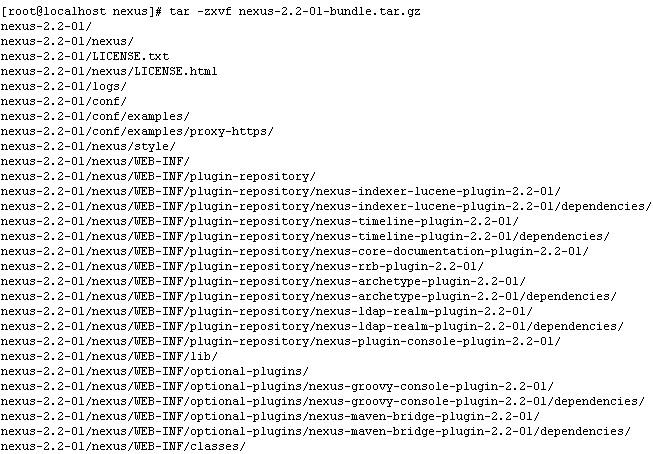 [root@localhost nexus]# tar -zxvf nexus-2.2-01-bundle.tar.gz
nexus-2.2-01/
nexus-2.2-01/nexus/
nexus-2.2-01/LICENSE.txt
nexus-2.2-01/nexus/LICENSE.html
nexus-2.2-01/logs/
nexus-2.2-01/conf/
nexus-2.2-01/conf/examples/
nexus-2.2-01/conf/examples/proxy-https/
nexus-2.2-01/nexus/style/
nexus-2.2-01/nexus/WEB-INF/
nexus-2.2-01/nexus/WEB-INF/plugin-repository/
nexus-2.2-01/nexus/WEB-INF/plugin-repository/nexus-indexer-lucene-plugin-2.2-01/
nexus-2.2-01/nexus/WEB-INF/plugin-repository/nexus-indexer-lucene-plugin-2.2-01/dependencies/
nexus-2.2-01/nexus/WEB-INF/plugin-repository/nexus-timeline-plugin-2.2-01/
nexus-2.2-01/nexus/WEB-INF/plugin-repository/nexus-timeline-plugin-2.2-01/dependencies/
nexus-2.2-01/nexus/WEB-INF/plugin-repository/nexus-core-documentation-plugin-2.2-01/
nexus-2.2-01/nexus/WEB-INF/plugin-repository/nexus-rrb-plugin-2.2-01/
nexus-2.2-01/nexus/WEB-INF/plugin-repository/nexus-archetype-plugin-2.2-01/
nexus-2.2-01/nexus/WEB-INF/plugin-repository/nexus-archetype-plugin-2.2-01/dependencies/
nexus-2.2-01/nexus/WEB-INF/plugin-repository/nexus-ldap-realm-plugin-2.2-01/
nexus-2.2-01/nexus/WEB-INF/plugin-repository/nexus-ldap-realm-plugin-2.2-01/dependencies/
nexus-2.2-01/nexus/WEB-INF/plugin-repository/nexus-plugin-console-plugin-2.2-01/
nexus-2.2-01/nexus/WEB-INF/lib/
nexus-2.2-01/nexus/WEB-INF/optional-plugins/
nexus-2.2-01/nexus/WEB-INF/optional-plugins/nexus-groovy-console-plugin-2.2-01/
nexus-2.2-01/nexus/WEB-INF/optional-plugins/nexus-groovy-console-plugin-2.2-01/dependencies/
nexus-2.2-01/nexus/WEB-INF/optional-plugins/nexus-maven-bridge-plugin-2.2-01/
nexus-2.2-01/nexus/WEB-INF/optional-plugins/nexus-maven-bridge-plugin-2.2-01/dependencies/
nexus-2.2-01/nexus/WEB-INF/classes/